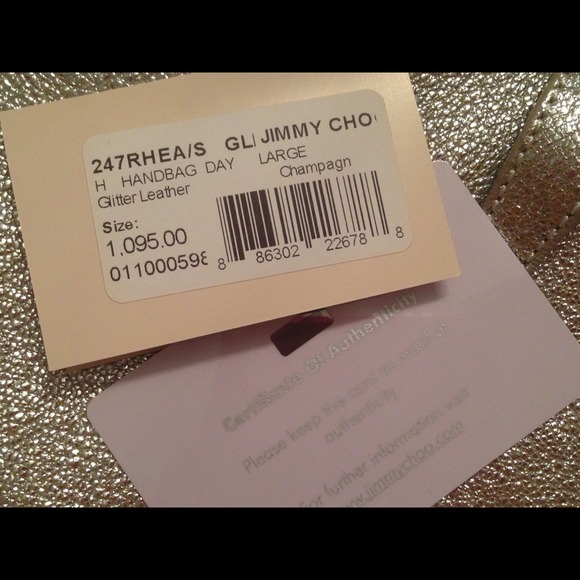 247RHEA/S GL JIMMY CHO
H HANDBAG DAY LARGE
Glitter Leather Champagn
Size:
1,095.00
011000598
8 86302 22678 8
Certificate Of Authenticity
Please keep this card as proof of
authenticity
for further information visit
www.jimmychoo.com